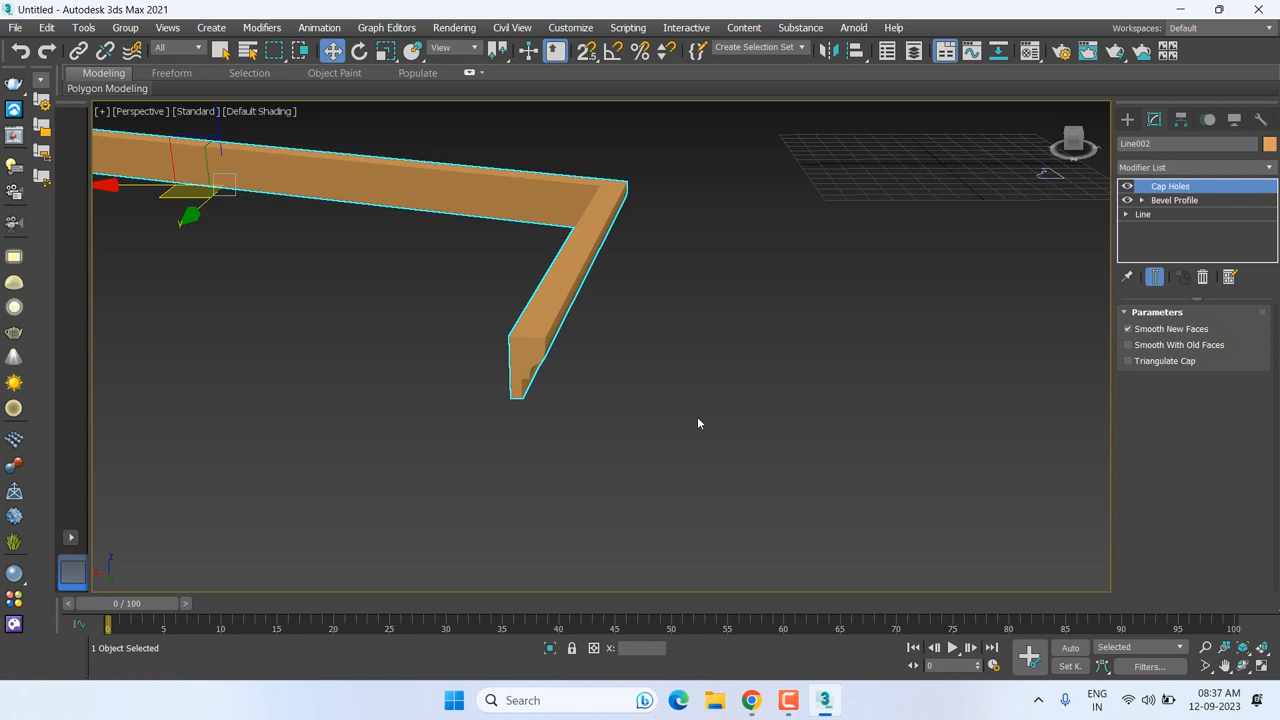 Untitled - Autodesk 3ds Max 2021
File Edit Tools Group Views Create Modifiers Animation Graph Editors Rendering Civil View Customize Scripting Interactive Content Substance Arnold Help
Workspaces: Default
All View Create Selection Set
Modeling Freeform Selection Object Paint Populate
Polygon Modeling
[+] [Perspective ] [Standard ] [Default Shading ]
Line002
Modifier List
Cap Holes
Bevel Profile
Line
Parameters
Smooth New Faces
Smooth With Old Faces
Triangulate Cap
0 / 100
0 5 10 15 20 25 30 35 40 45 50 55 60 65 70 75 80 85 90 95 100
1 Object Selected
X:
0
Auto Selected
Set K. Filters...
Search
ENG
IN
08:37 AM
12-09-2023